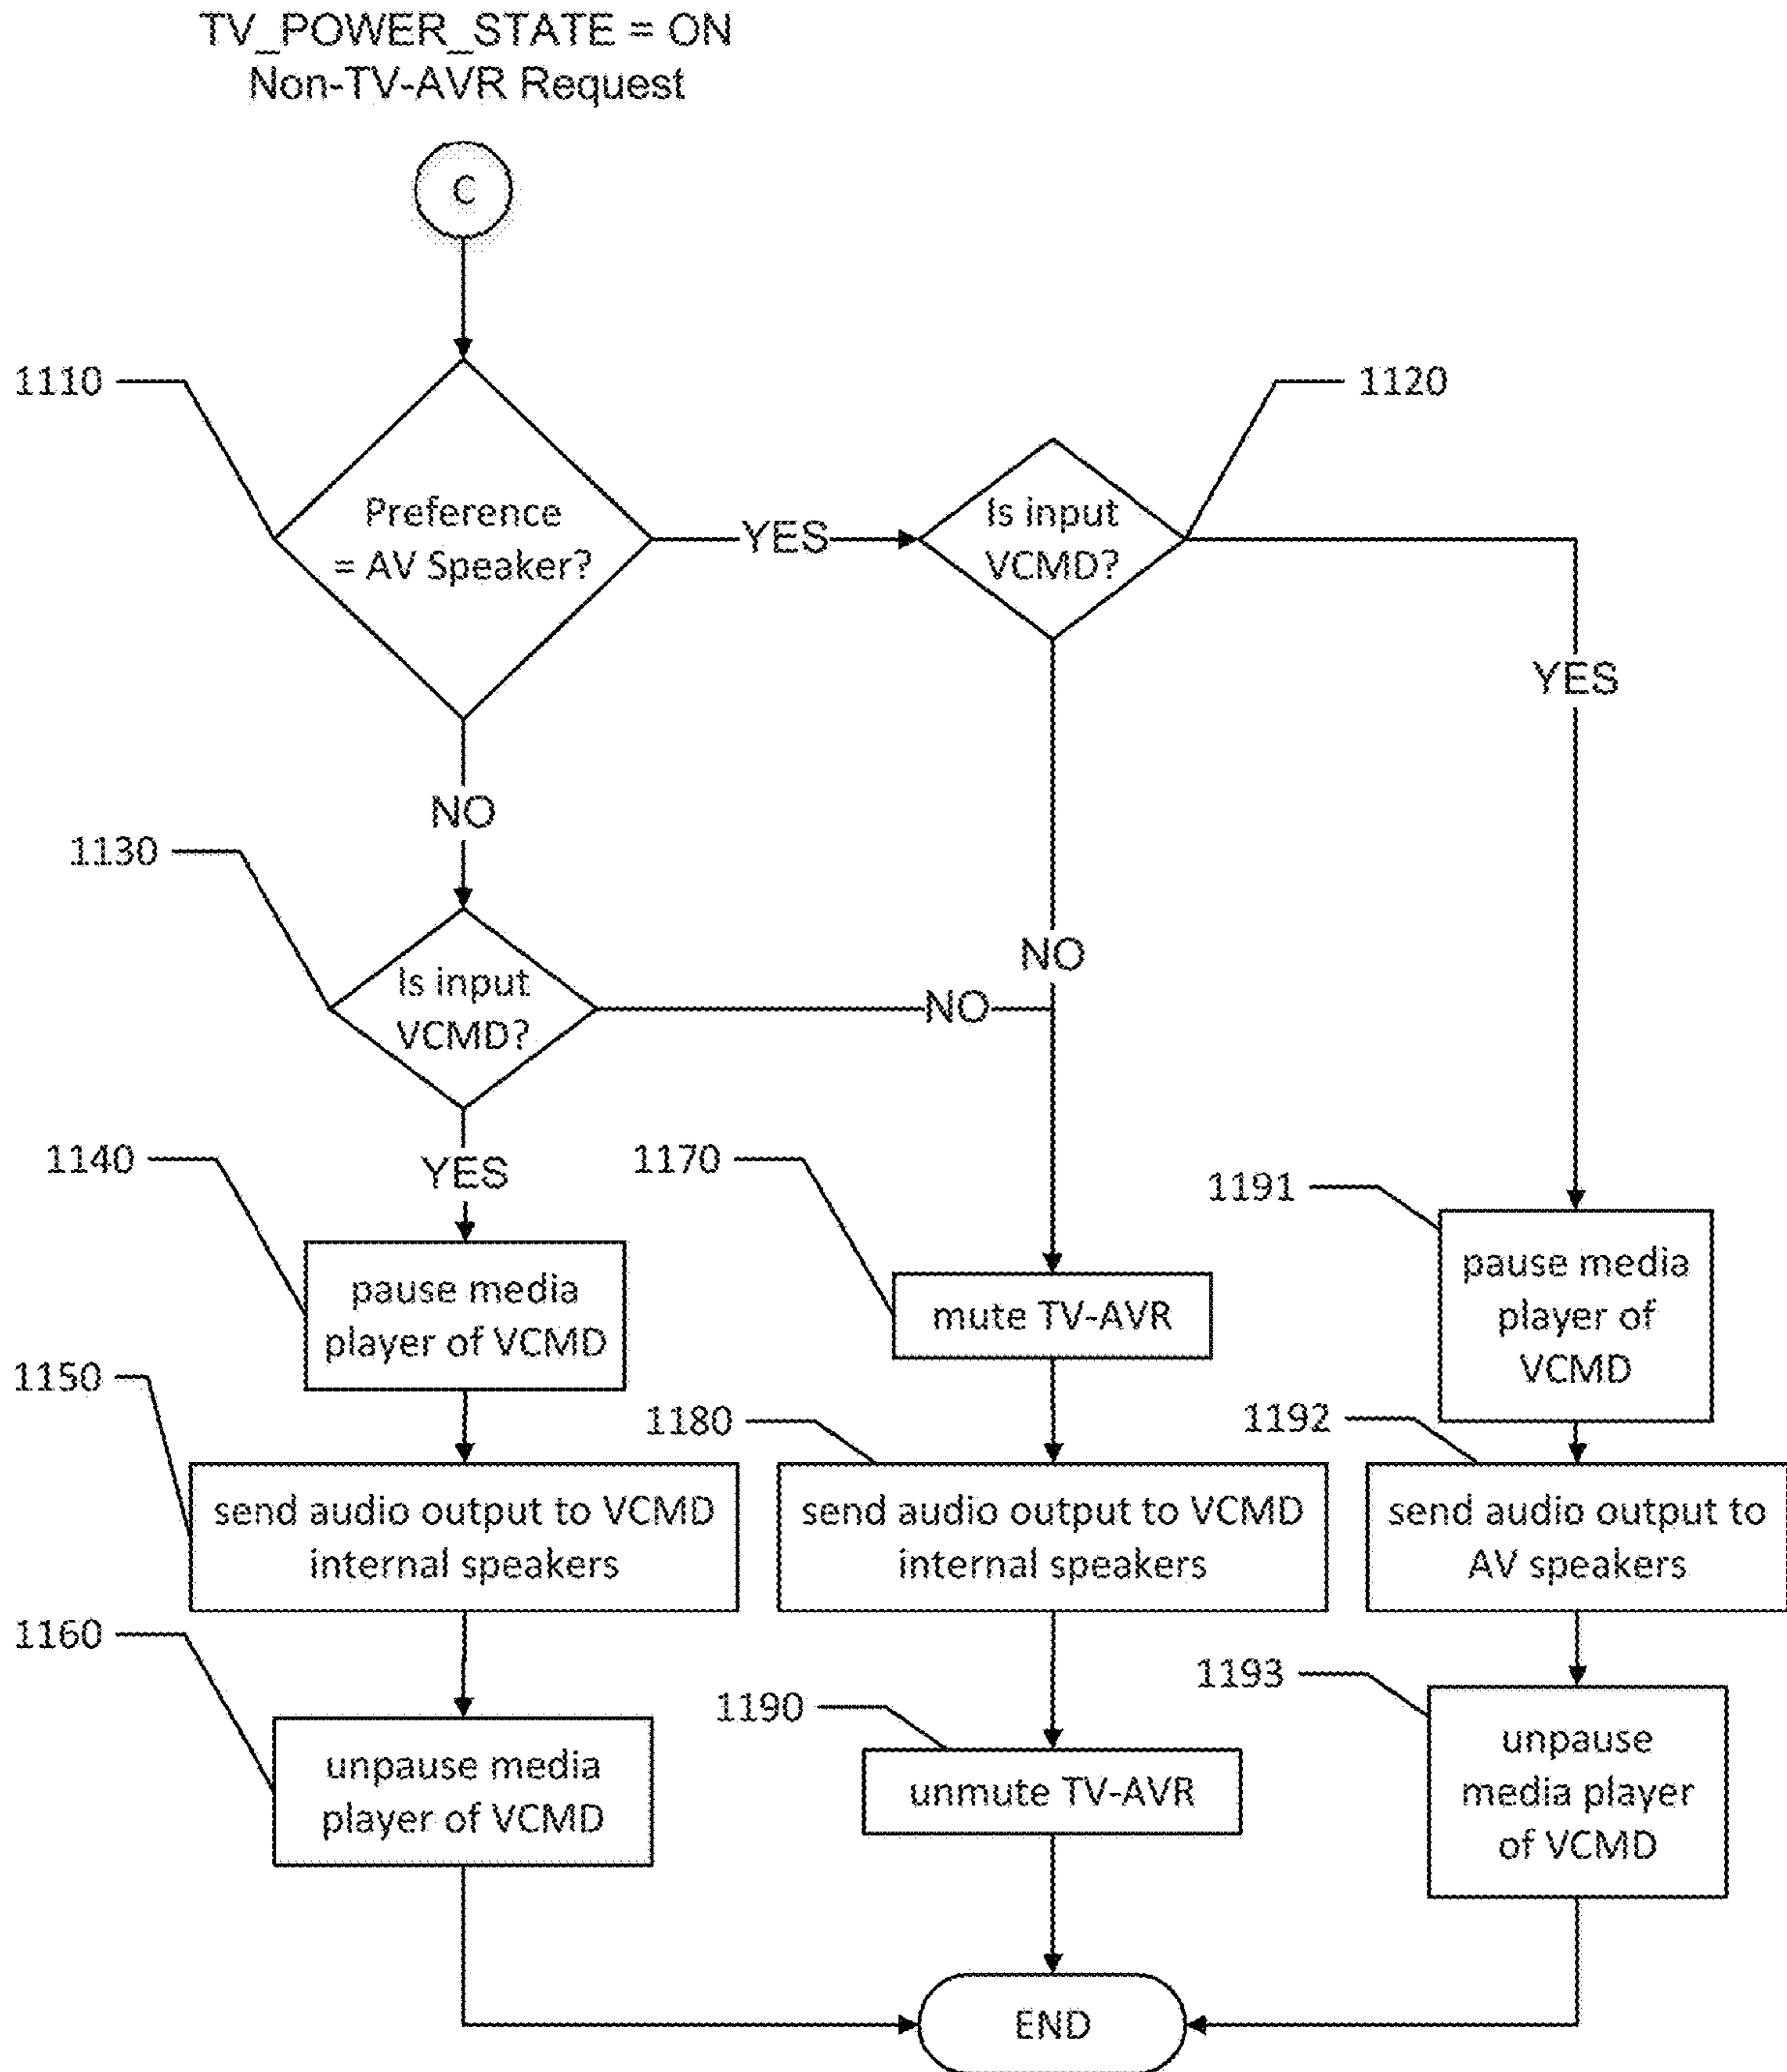 TV_POWER_STATE = ON
Non-TV-AVR Request
C
1110
1120
Preference
= AV Speaker?
YES
Is input
VCMD?
YES
NO
1130
NO
Is input
VCMD?
NO
1140
YES
1170
1191
pause media
player of VCMD
mute TV-AVR
pause media
player of
VCMD
1150
1180
1192
send audio output to VCMD
internal speakers
send audio output to VCMD
internal speakers
send audio output to
AV speakers
1160
1190
1193
unpause media
player of VCMD
unmute TV-AVR
unpause
media player
of VCMD
END